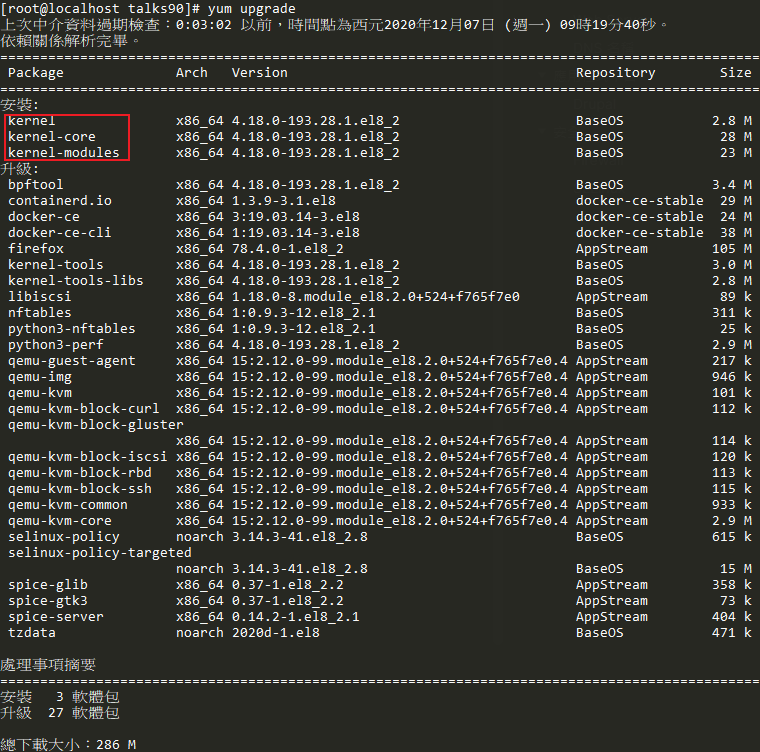 [root@localhost talks90]# yum upgrade
上次中介資料過期檢查：0:03:02 以前，時間點為西元2020年12月07日 (週一) 09時19分40秒。
依賴關係解析完畢。
================================================================================================
Package Arch Version Repository Size
================================================================================================
安裝:
kernel x86_64 4.18.0-193.28.1.el8_2 BaseOS 2.8 M
kernel-core x86_64 4.18.0-193.28.1.el8_2 BaseOS 28 M
kernel-modules x86_64 4.18.0-193.28.1.el8_2 BaseOS 23 M
升級:
bpftool x86_64 4.18.0-193.28.1.el8_2 BaseOS 3.4 M
containerd.io x86_64 1.3.9-3.1.el8 docker-ce-stable 29 M
docker-ce x86_64 3:19.03.14-3.el8 docker-ce-stable 24 M
docker-ce-cli x86_64 1:19.03.14-3.el8 docker-ce-stable 38 M
firefox x86_64 78.4.0-1.el8_2 AppStream 105 M
kernel-tools x86_64 4.18.0-193.28.1.el8_2 BaseOS 3.0 M
kernel-tools-libs x86_64 4.18.0-193.28.1.el8_2 BaseOS 2.8 M
libiscsi x86_64 1.18.0-8.module_el8.2.0+524+f765f7e0 AppStream 89 k
nftables x86_64 1:0.9.3-12.el8_2.1 BaseOS 311 k
python3-nftables x86_64 1:0.9.3-12.el8_2.1 BaseOS 25 k
python3-perf x86_64 4.18.0-193.28.1.el8_2 BaseOS 2.9 M
qemu-guest-agent x86_64 15:2.12.0-99.module_el8.2.0+524+f765f7e0.4 AppStream 217 k
qemu-img x86_64 15:2.12.0-99.module_el8.2.0+524+f765f7e0.4 AppStream 946 k
qemu-kvm x86_64 15:2.12.0-99.module_el8.2.0+524+f765f7e0.4 AppStream 101 k
qemu-kvm-block-curl x86_64 15:2.12.0-99.module_el8.2.0+524+f765f7e0.4 AppStream 112 k
qemu-kvm-block-gluster
x86_64 15:2.12.0-99.module_el8.2.0+524+f765f7e0.4 AppStream 114 k
qemu-kvm-block-iscsi x86_64 15:2.12.0-99.module_el8.2.0+524+f765f7e0.4 AppStream 120 k
qemu-kvm-block-rbd x86_64 15:2.12.0-99.module_el8.2.0+524+f765f7e0.4 AppStream 113 k
qemu-kvm-block-ssh x86_64 15:2.12.0-99.module_el8.2.0+524+f765f7e0.4 AppStream 115 k
qemu-kvm-common x86_64 15:2.12.0-99.module_el8.2.0+524+f765f7e0.4 AppStream 933 k
qemu-kvm-core x86_64 15:2.12.0-99.module_el8.2.0+524+f765f7e0.4 AppStream 2.9 M
selinux-policy noarch 3.14.3-41.el8_2.8 BaseOS 615 k
selinux-policy-targeted
noarch 3.14.3-41.el8_2.8 BaseOS 15 M
spice-glib x86_64 0.37-1.el8_2.2 AppStream 358 k
spice-gtk3 x86_64 0.37-1.el8_2.2 AppStream 73 k
spice-server x86_64 0.14.2-1.el8_2.1 AppStream 404 k
tzdata noarch 2020d-1.el8 BaseOS 471 k
處理事項摘要
================================================================================================
安裝 3 軟體包
升級 27 軟體包
總下載大小：286 M